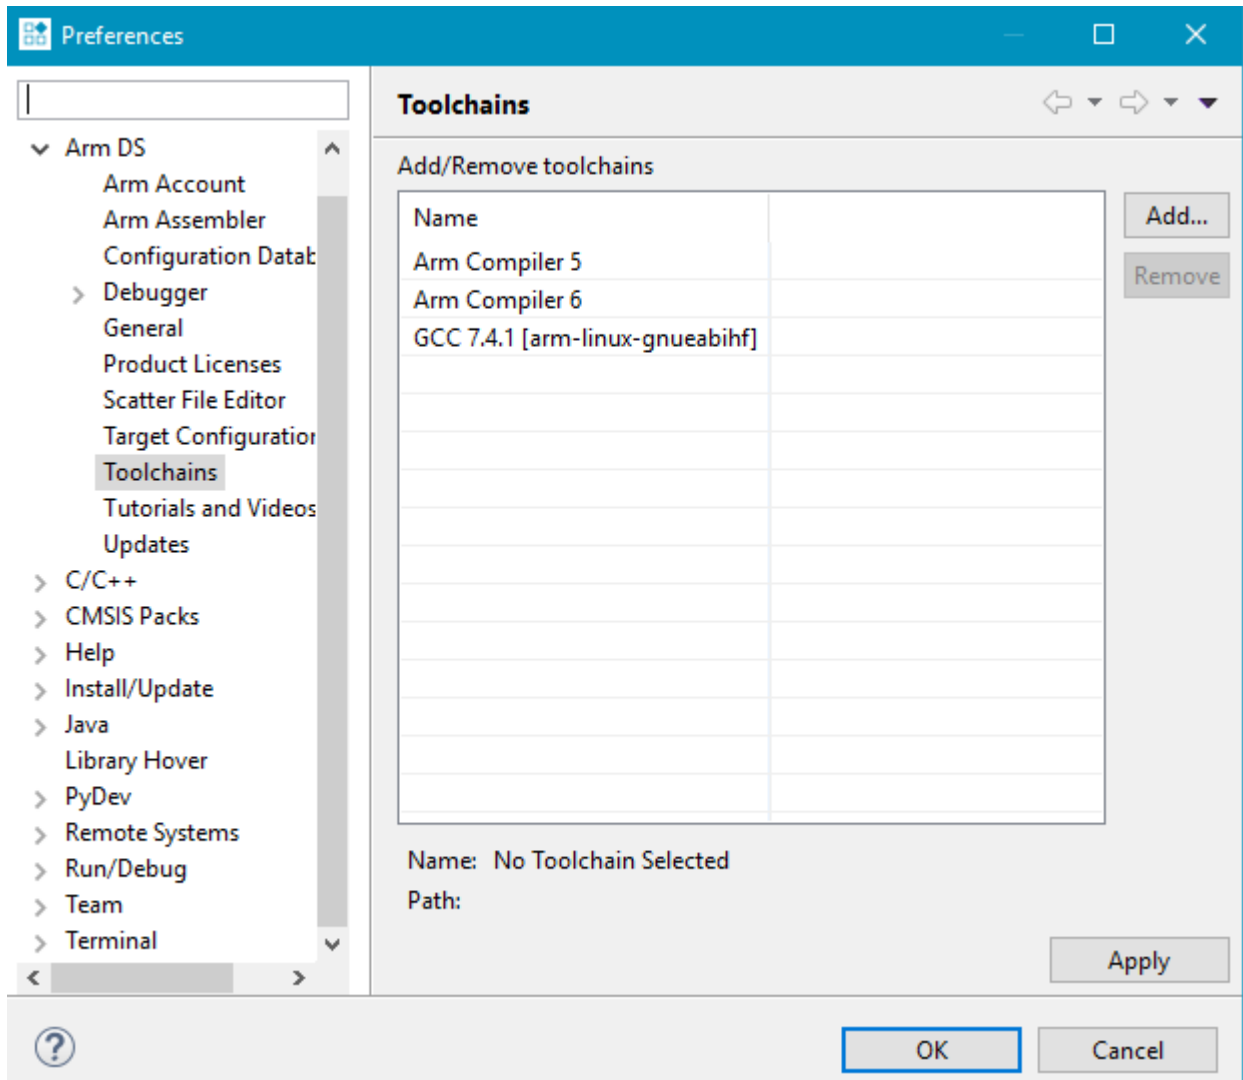 Preferences
Arm DS
Arm Account
Arm Assembler
Configuration Datab
Debugger
General
Product Licenses
Scatter File Editor
Target Configuration
Toolchains
Tutorials and Videos
Updates
C/C++
CMSIS Packs
Help
Install/Update
Java
Library Hover
PyDev
Remote Systems
Run/Debug
Team
Terminal
Toolchains
Add/Remove toolchains
Name
Arm Compiler 5
Arm Compiler 6
GCC 7.4.1 [arm-linux-gnueabihf]
Add...
Remove
Name: No Toolchain Selected
Path:
Apply
OK
Cancel